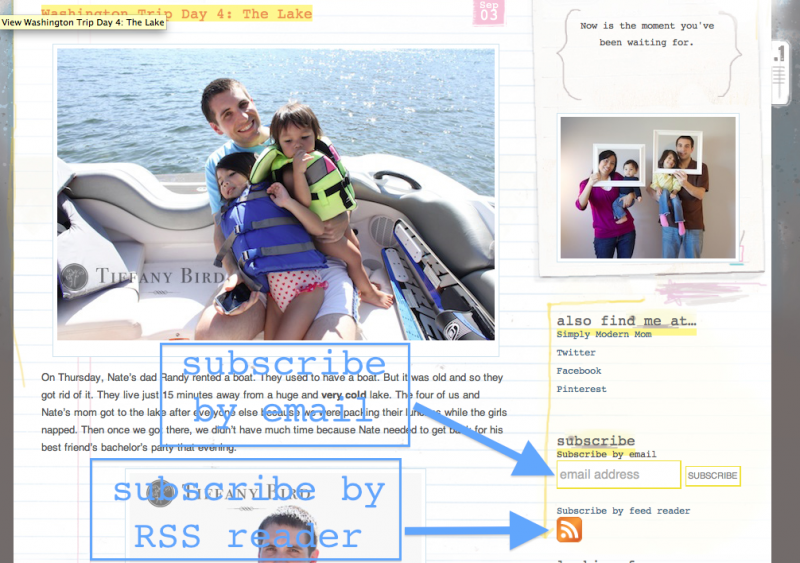 Washington Trip Day 4: The Lake
View Washington Trip Day 4: The Lake
Sep
03
Now is the moment you've
been waiting for.
.1
TIFFANY BIRD
also find me at…
Simply Modern Mom
Twitter
Facebook
Pinterest
subscribe
by email
On Thursday, Nate's dad Randy rented a boat. They used to have a boat. But it was old and so they
got rid of it. They live just 15 minutes away from a huge and very cold lake. The four of us and
Nate's mom got to the lake after everyone else because we were packing their while the girls
napped. Then once we got there, we didn't have much time because Nate needed to get back for his
best friend's bachelor's party that evening.
subscribe
Subscribe by email
email address
SUBSCRIBE
subscribe by
RSS reader
TIFFANY BIRD
Subscribe by feed reader